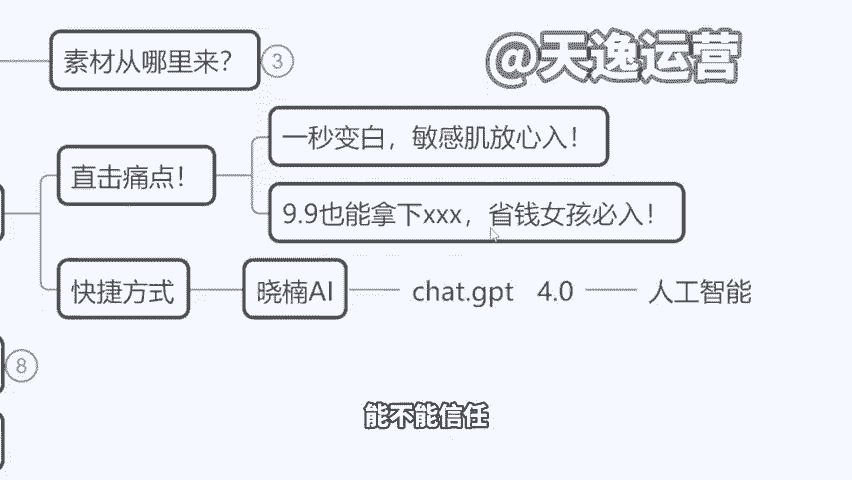 素材从哪里来？
3
@天逸运营
一秒变白，敏感肌放心入！
直击痛点！
9.9也能拿下xxx，省钱女孩必入！
快捷方式
晓楠AI
chat.gpt 4.0
人工智能
8
能不能信任